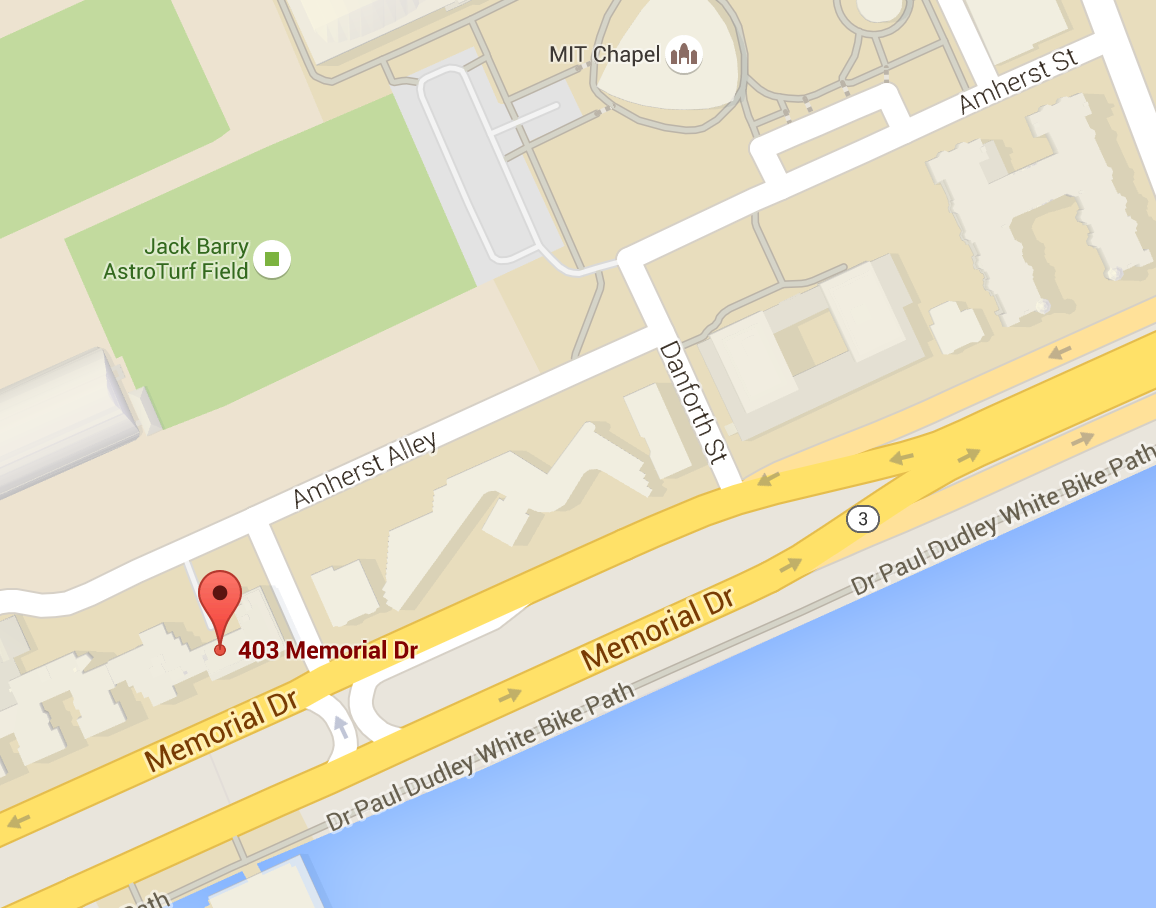 MIT Chapel
Amherst St
Jack Barry
AstroTurf Field
Danforth St
Amherst Alley
3
Dr Paul Dudley White Bike Path
Memorial Dr
403 Memorial Dr
Memorial Dr
Dr Paul Dudley White Bike Path
Path